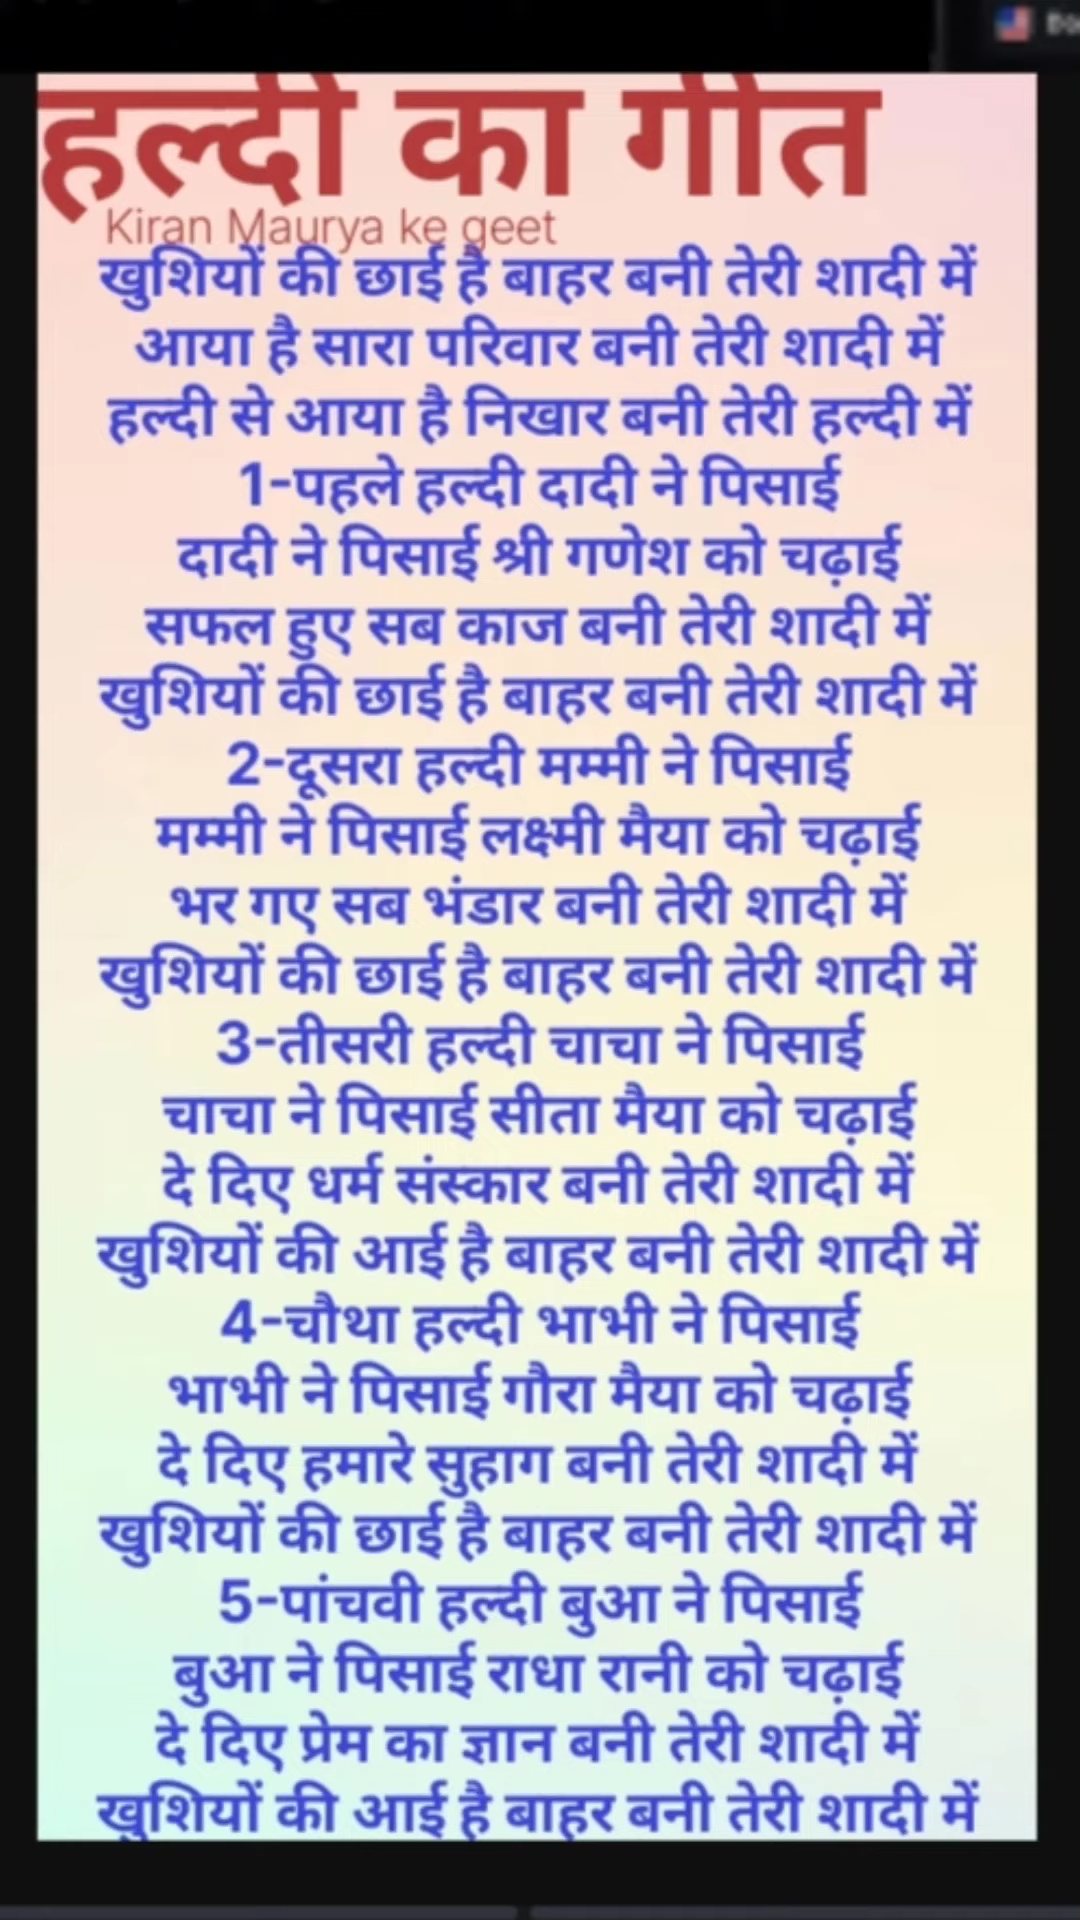 हल्दी का गीत
Kiran Maurya ke geet
खुशियों की छाई है बाहर बनी तेरी शादी में
आया है सारा परिवार बनी तेरी शादी में
हल्दी से आया है निखार बनी तेरी हल्दी में
1-पहले हल्दी दादी ने पिसाई
दादी ने पिसाई श्री गणेश को चढ़ाई
सफल हुए सब काज बनी तेरी शादी में
खुशियों की छाई है बाहर बनी तेरी शादी में
2-दूसरा हल्दी मम्मी ने पिसाई
मम्मी ने पिसाई लक्ष्मी मैया को चढ़ाई
भर गए सब भंडार बनी तेरी शादी में
खुशियों की छाई है बाहर बनी तेरी शादी में
3-तीसरी हल्दी चाचा ने पिसाई
चाचा ने पिसाई सीता मैया को चढ़ाई
दे दिए धर्म संस्कार बनी तेरी शादी में
खुशियों की आई है बाहर बनी तेरी शादी में
4-चौथा हल्दी भाभी ने पिसाई
भाभी ने पिसाई गौरा मैया को चढ़ाई
दे दिए हमारे सुहाग बनी तेरी शादी में
खुशियों की छाई है बाहर बनी तेरी शादी में
5-पांचवी हल्दी बुआ ने पिसाई
बुआ ने पिसाई राधा रानी को चढ़ाई
दे दिए प्रेम का ज्ञान बनी तेरी शादी में
खुशियों की आई है बाहर बनी तेरी शादी में